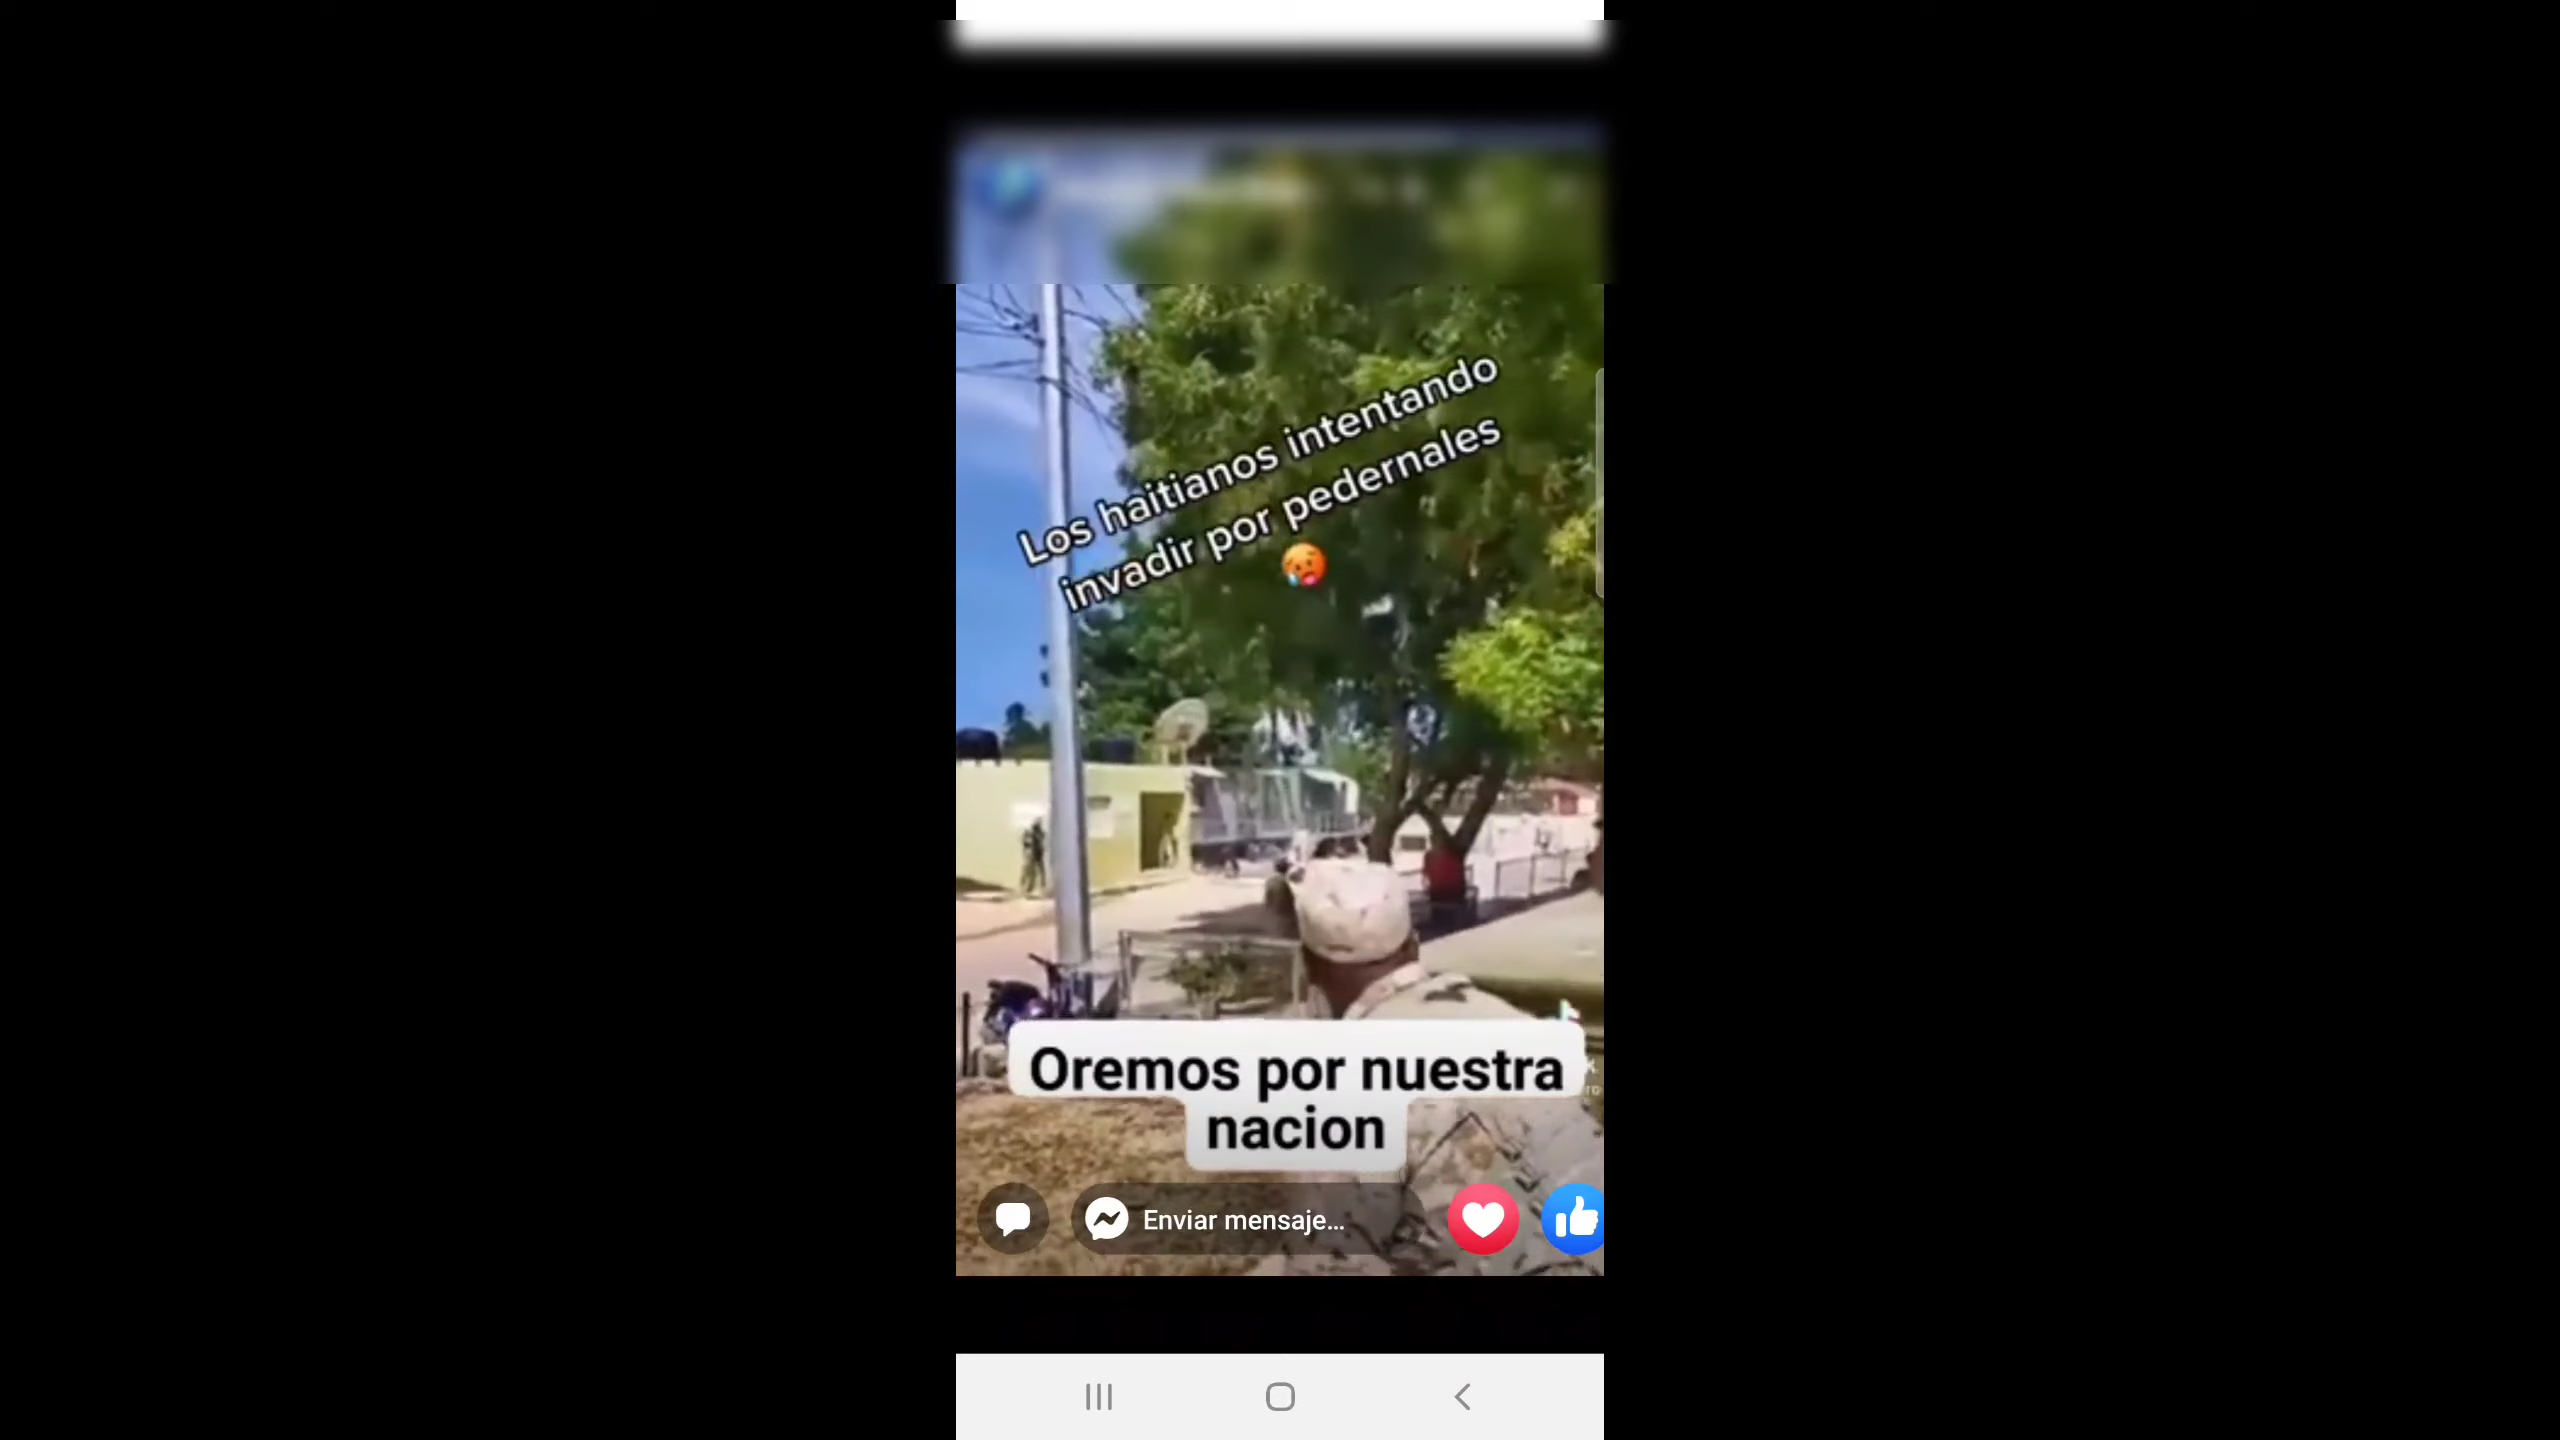 Los haitianos intentando
invadir por pedernales
🥵
Oremos por nuestra
nacion
Enviar mensaje...